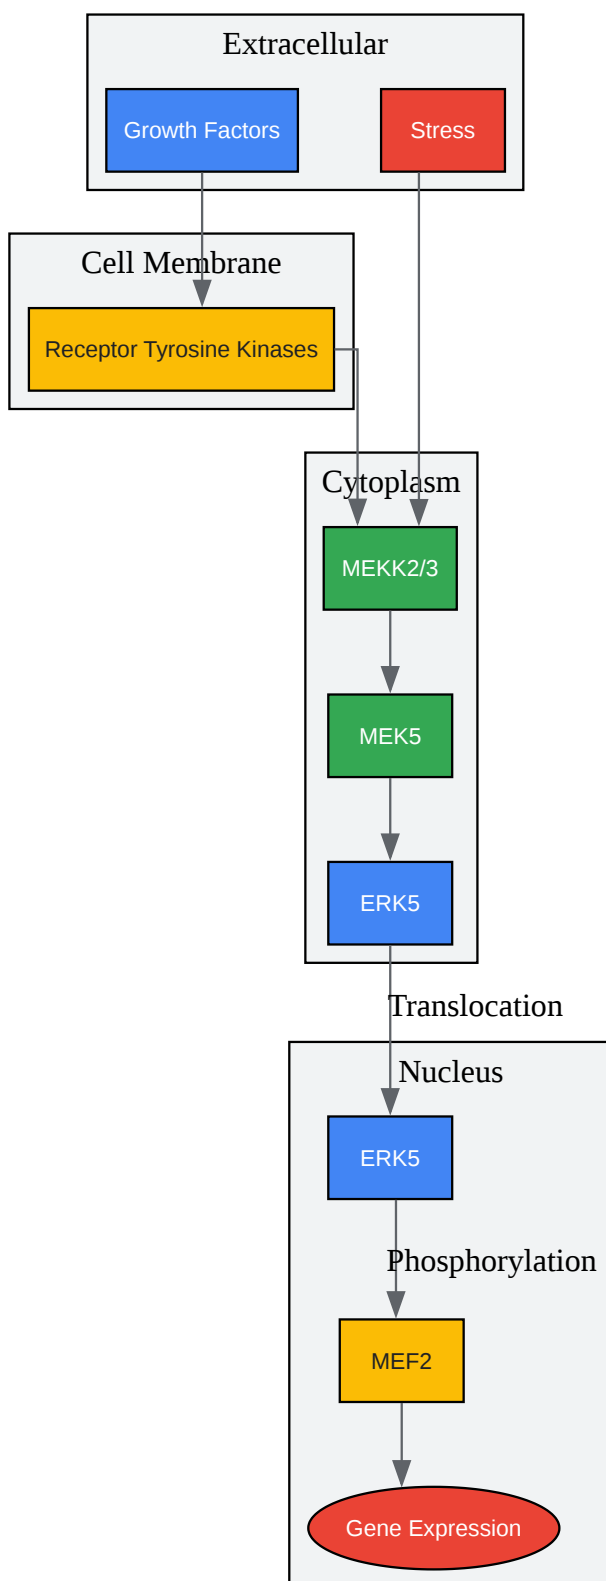 Extracellular
Growth Factors
Stress
Cell Membrane
Receptor Tyrosine Kinases
Cytoplasm
MEKK2/3
MEK5
ERK5
Translocation
Nucleus
ERK5
Phosphorylation
MEF2
Gene Expression